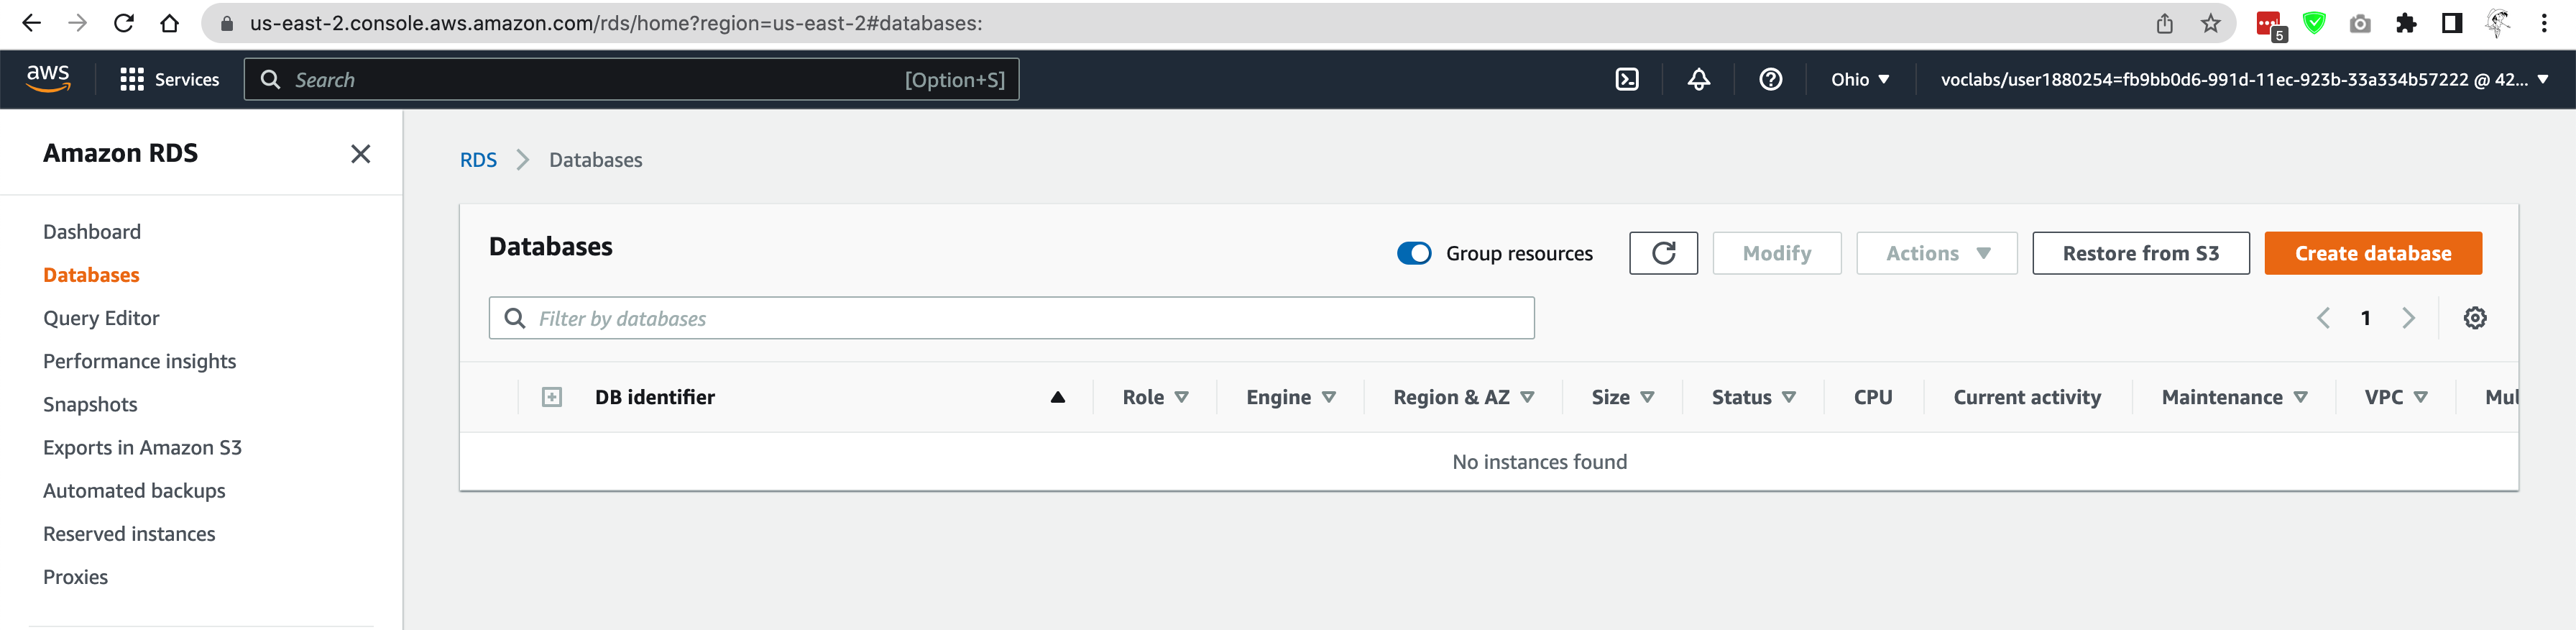 us-east-2.console.aws.amazon.com/rds/home?region=us-east-2#databases:
5
aws
Services
Search
[Option+S]
Ohio
voclabs/user1880254=fb9bb0d6-991d-11ec-923b-33a334b57222 @ 42...
Amazon RDS
Dashboard
Databases
Query Editor
Performance insights
Snapshots
Exports in Amazon S3
Automated backups
Reserved instances
Proxies
RDS
Databases
Databases
Group resources
Modify
Actions
Restore from S3
Create database
Filter by databases
1
DB identifier
Role
Engine
Region & AZ
Size
Status
CPU
Current activity
Maintenance
VPC
Mul
No instances found